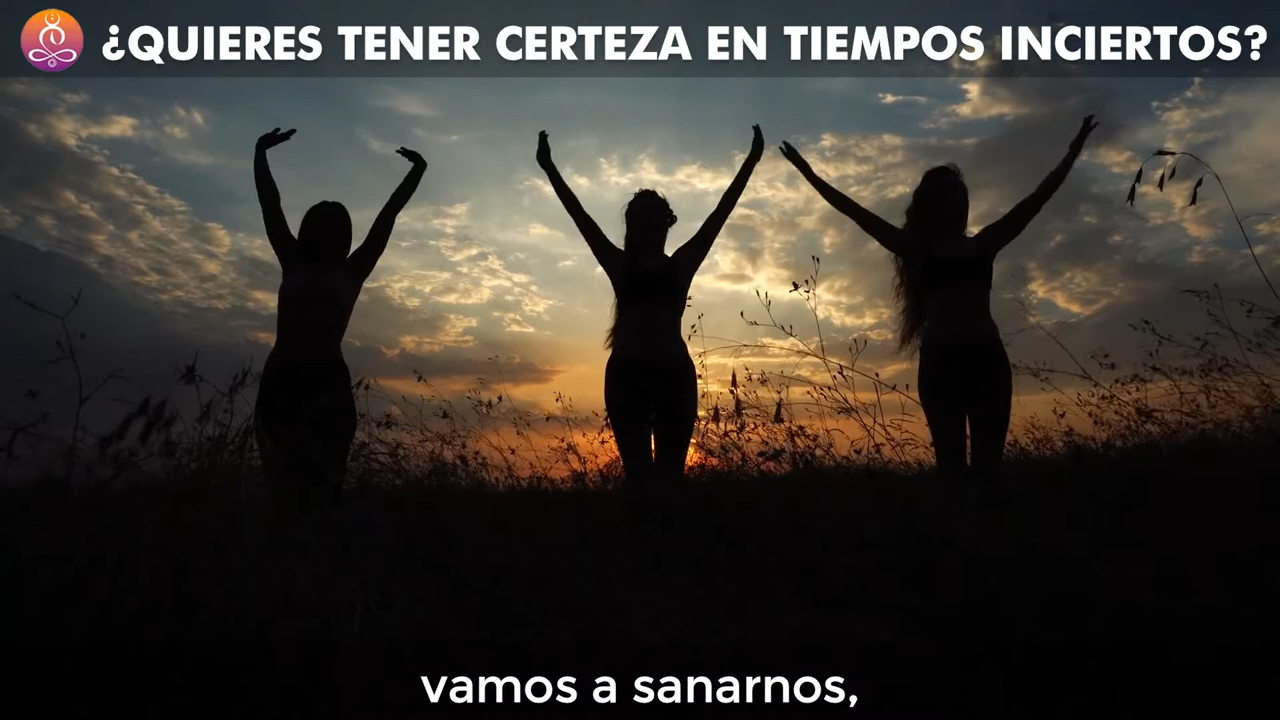 ¿QUIERES TENER CERTEZA EN TIEMPOS INCIERTOS?
vamos a sanarnos,